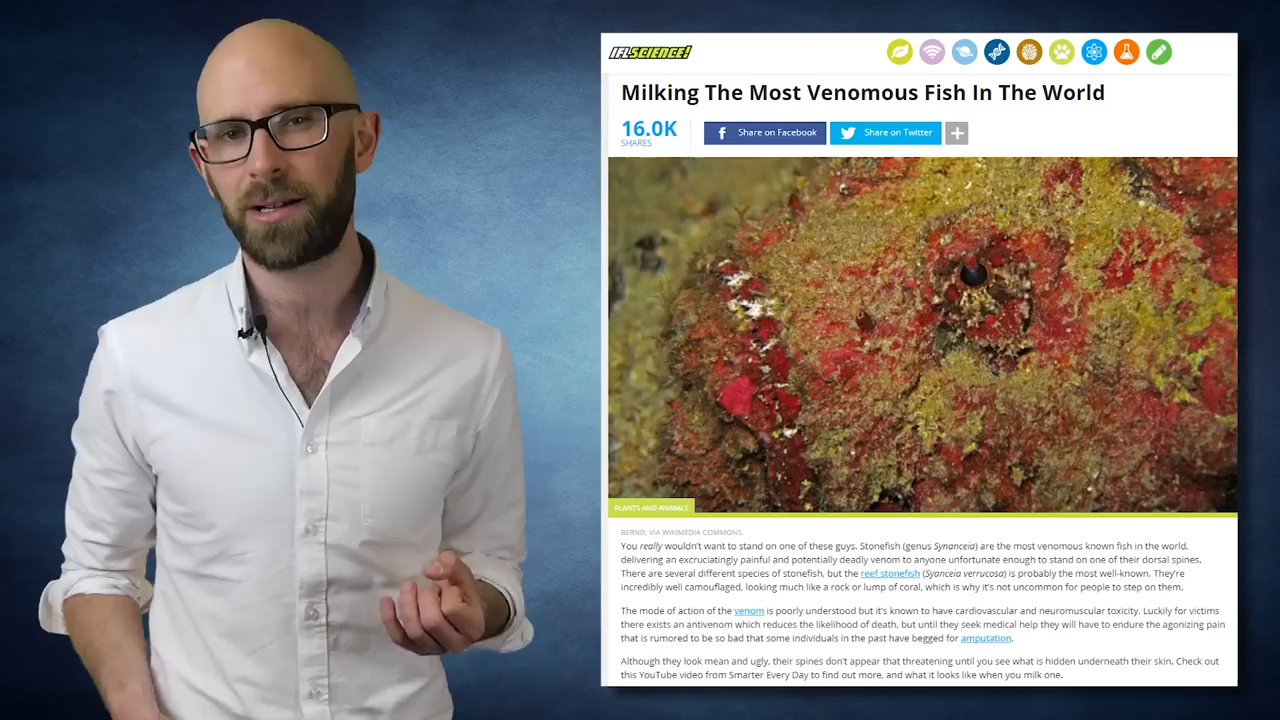 IFLSCIENCE!
Milking The Most Venomous Fish In The World
16.0K
SHARES
Share on Facebook
Share on Twitter
PLANTS AND ANIMALS
BERND, VIA WIKIMEDIA COMMONS.
You really wouldn't want to stand on one of these guys. Stonefish (genus Synanceia) are the most venomous known fish in the world,
delivering an excruciatingly painful and potentially deadly venom to anyone unfortunate enough to stand on one of their dorsal spines.
There are several different species of stonefish, but the reef stonefish (Syanceia verrucosa) is probably the most well-known. They're
incredibly well camouflaged, looking much like a rock or lump of coral, which is why it's not uncommon for people to step on them.
The mode of action of the venom is poorly understood but it's known to have cardiovascular and neuromuscular toxicity. Luckily for victims
there exists an antivenom which reduces the likelihood of death, but until they seek medical help they will have to endure the agonizing pain
that is rumored to be so bad that some individuals in the past have begged for amputation.
Although they look mean and ugly, their spines don't appear that threatening until you see what is hidden underneath their skin. Check out
this YouTube video from Smarter Every Day to find out more, and what it looks like when you milk one.